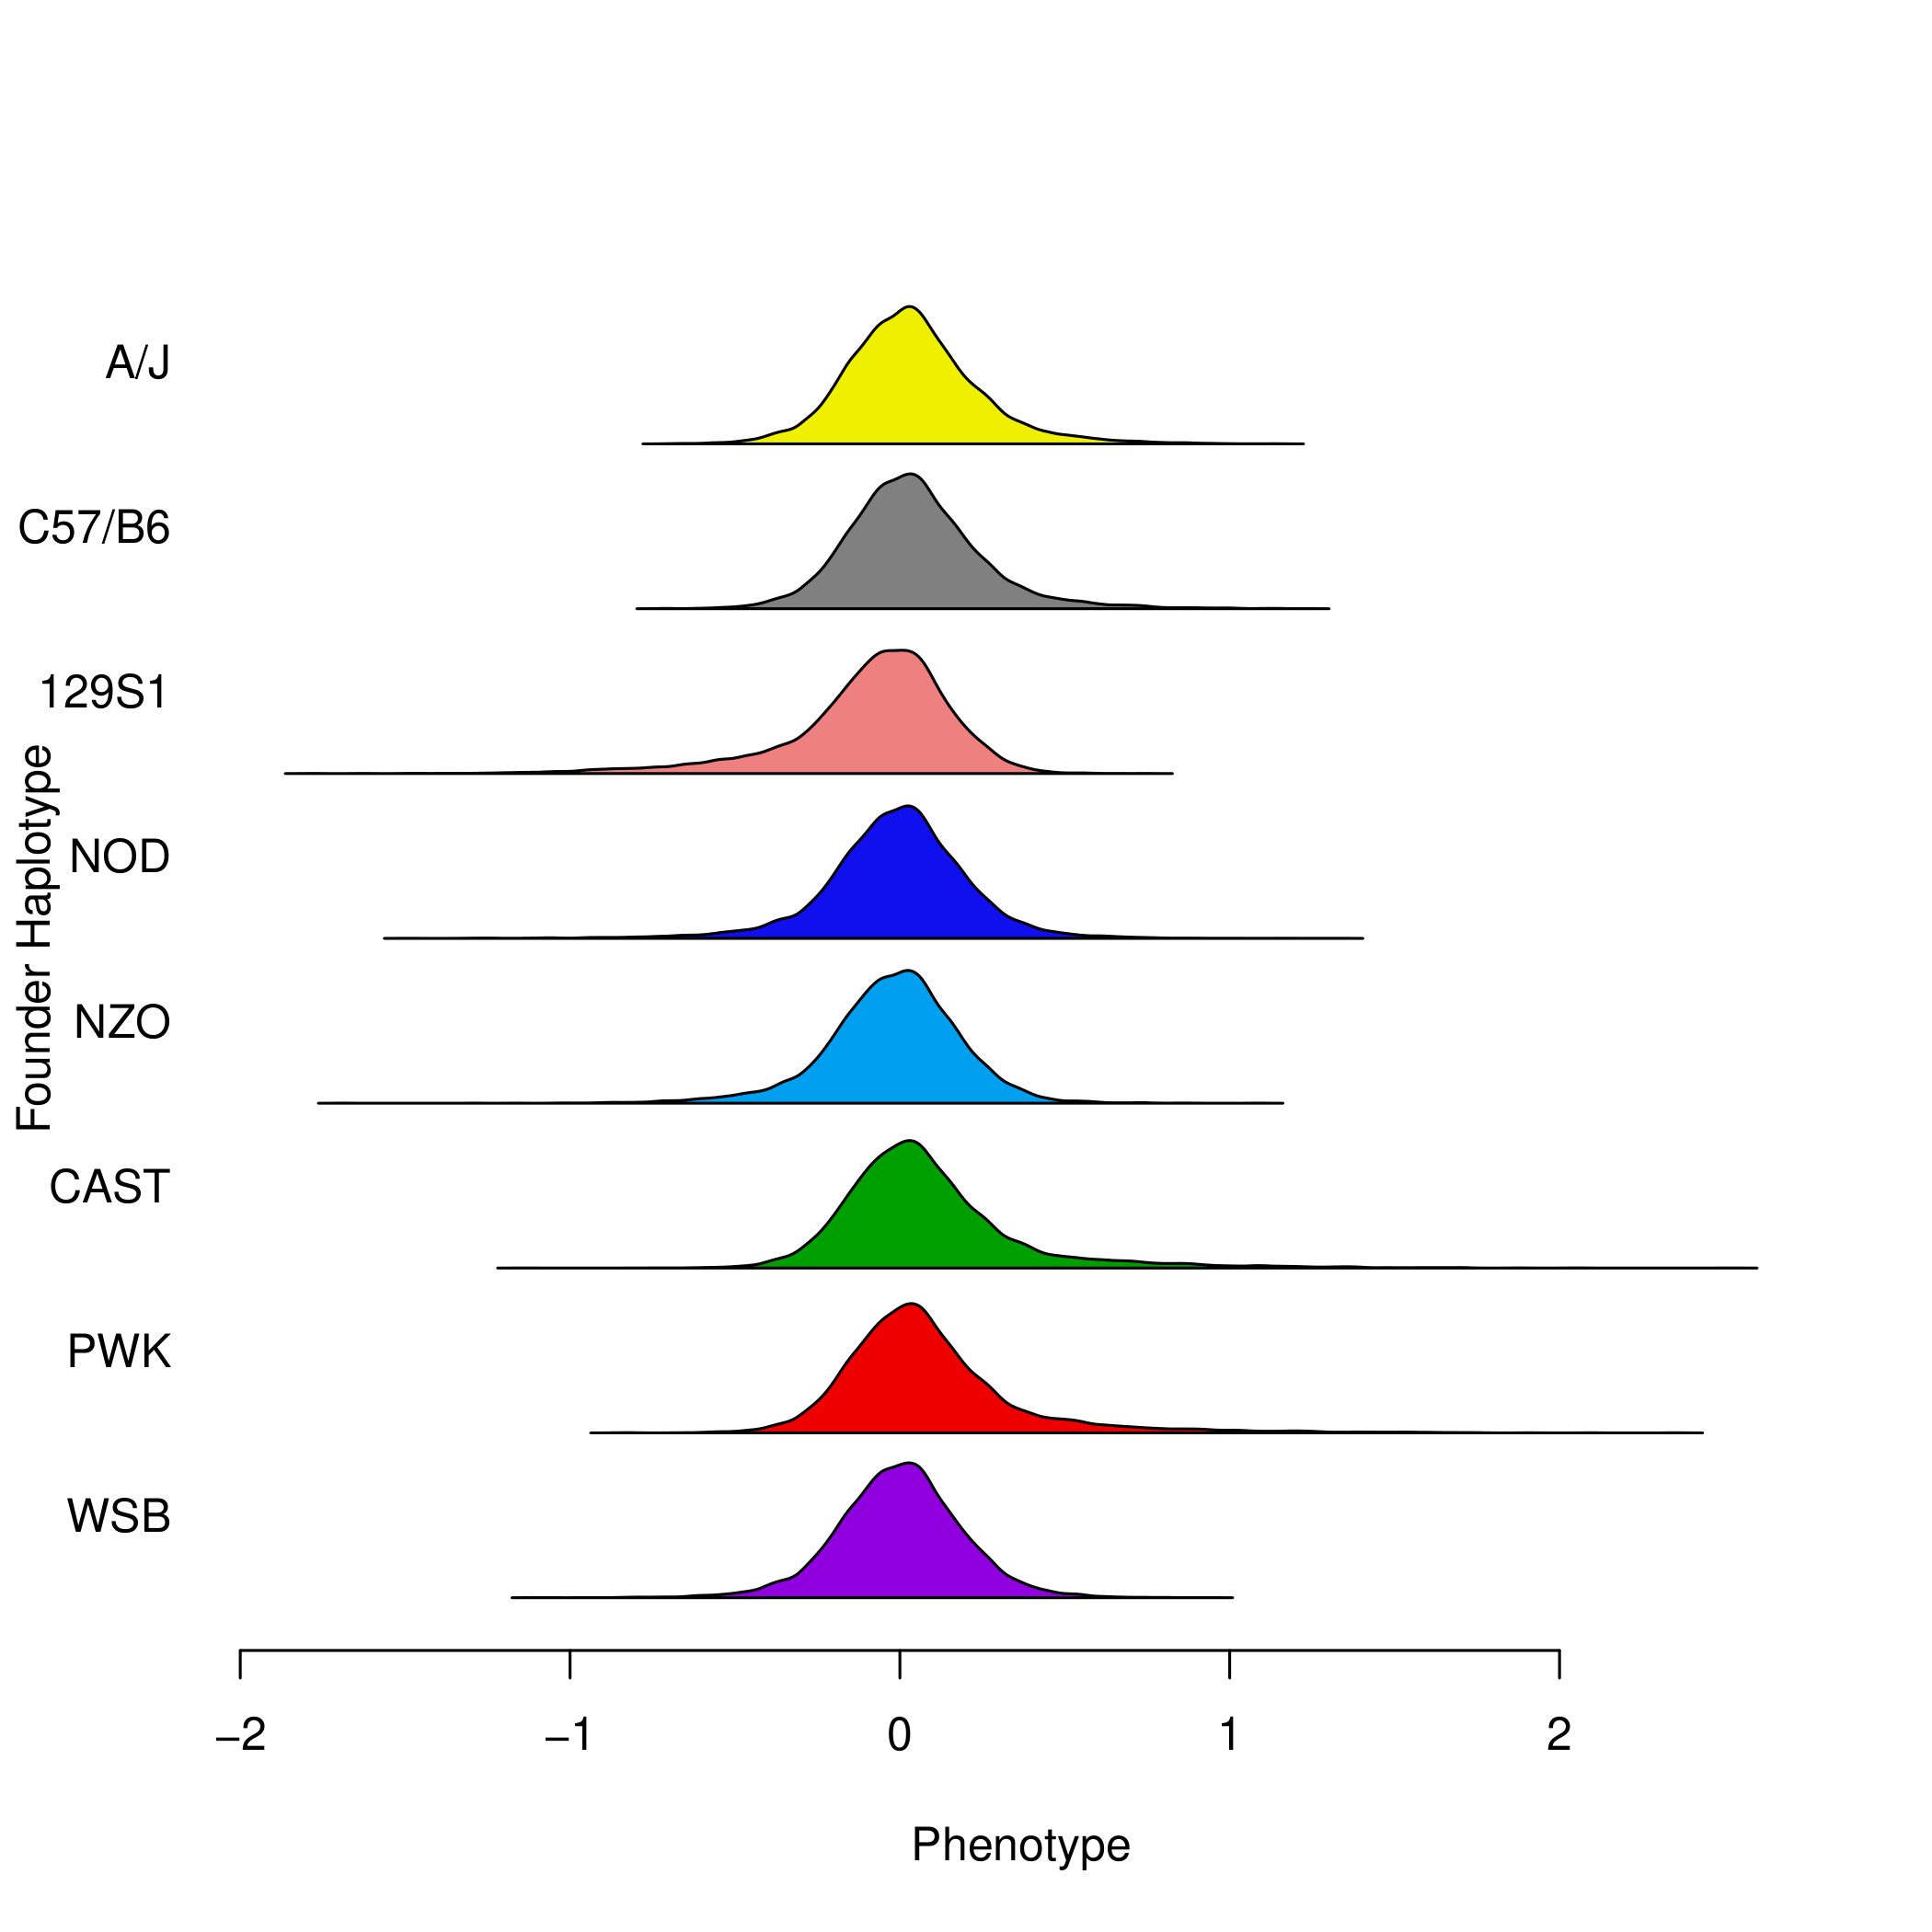 A/J
C57/B6
129S1
NOD
NZO
CAST
PWK
WSB
Founder Haplotype
−2 −1 0 1 2
Phenotype